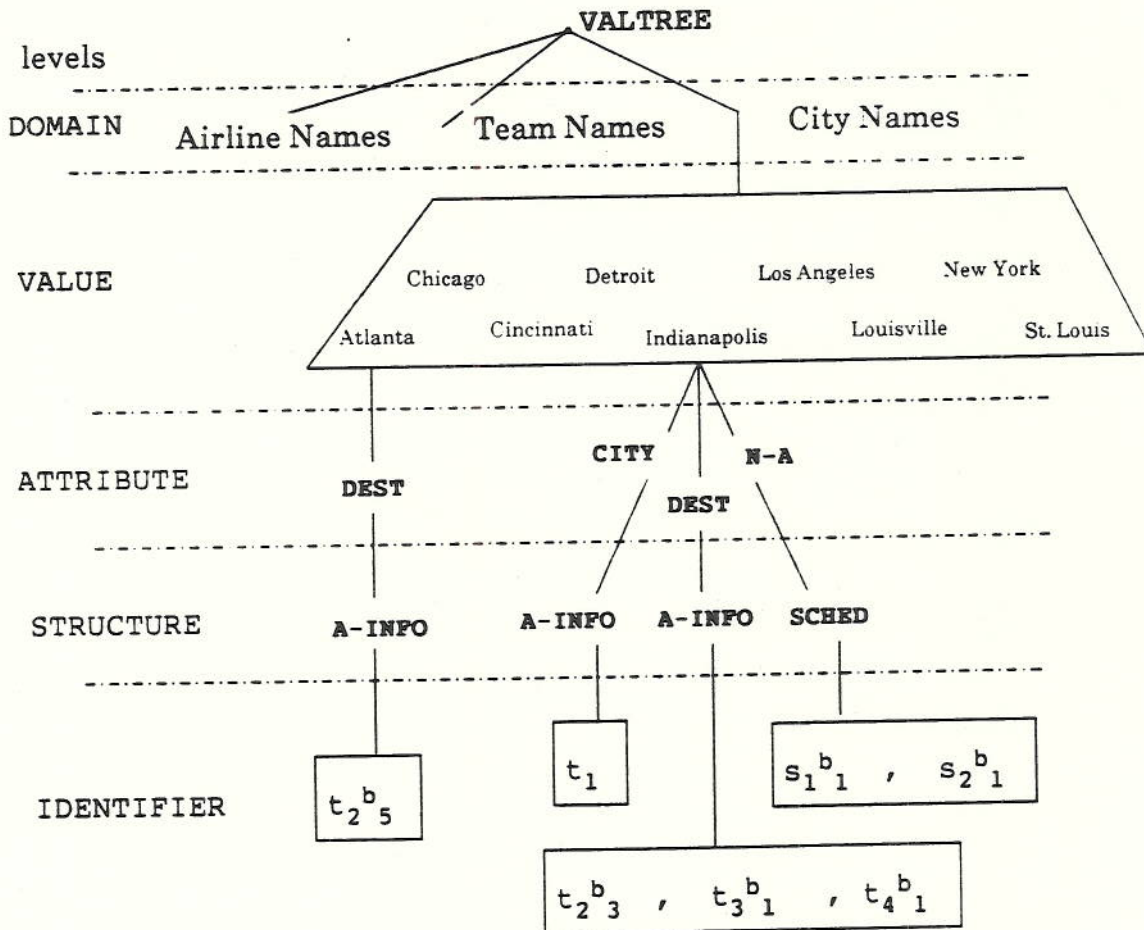 VALTREE
levels
DOMAIN Airline Names Team Names City Names
VALUE
Chicago Detroit Los Angeles New York
Atlanta Cincinnati Indianapolis Louisville St. Louis
CITY N-A
ATTRIBUTE DEST DEST
STRUCTURE A-INFO A-INFO A-INFO SCHED
t₁ s₁b₁ , s₂b₁
IDENTIFIER t₂b₅
t₂b₃ , t₃b₁ , t₄b₁